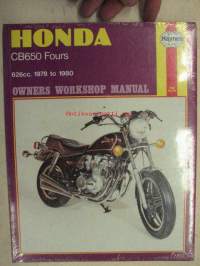 HONDA
CB650 Fours
Haynes
626cc. 1978 to 1980
OWNERS WORKSHOP MANUAL